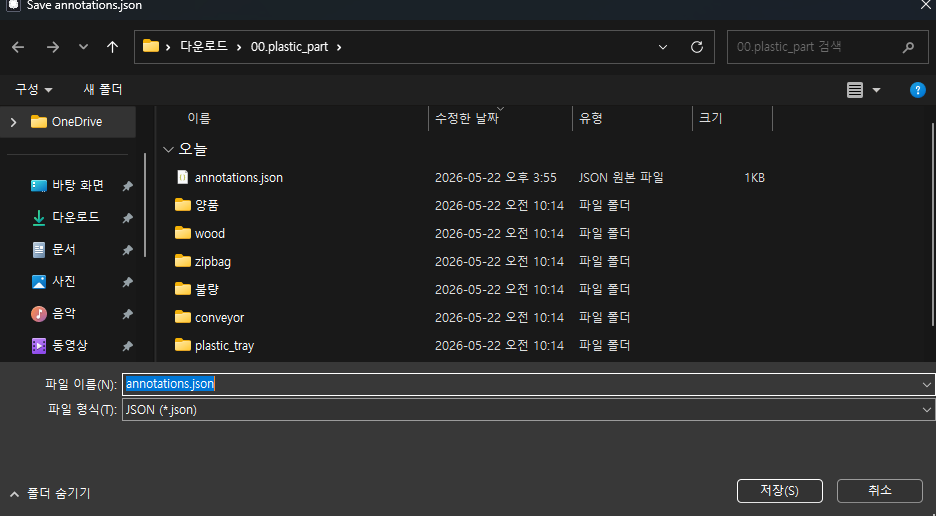 Save annotations.json
다운로드 > 00.plastic_part >
00.plastic_part 검색
구성 새 폴더
OneDrive
바탕 화면
다운로드
문서
사진
음악
동영상
이름 수정한 날짜 유형 크기
오늘
annotations.json 2026-05-22 오후 3:55 JSON 원본 파일 1KB
양품 2026-05-22 오전 10:14 파일 폴더
wood 2026-05-22 오전 10:14 파일 폴더
zipbag 2026-05-22 오전 10:14 파일 폴더
불량 2026-05-22 오전 10:14 파일 폴더
conveyor 2026-05-22 오전 10:14 파일 폴더
plastic_tray 2026-05-22 오전 10:14 파일 폴더
파일 이름(N): annotations.json
파일 형식(T): JSON (*.json)
폴더 숨기기
저장(S) 취소